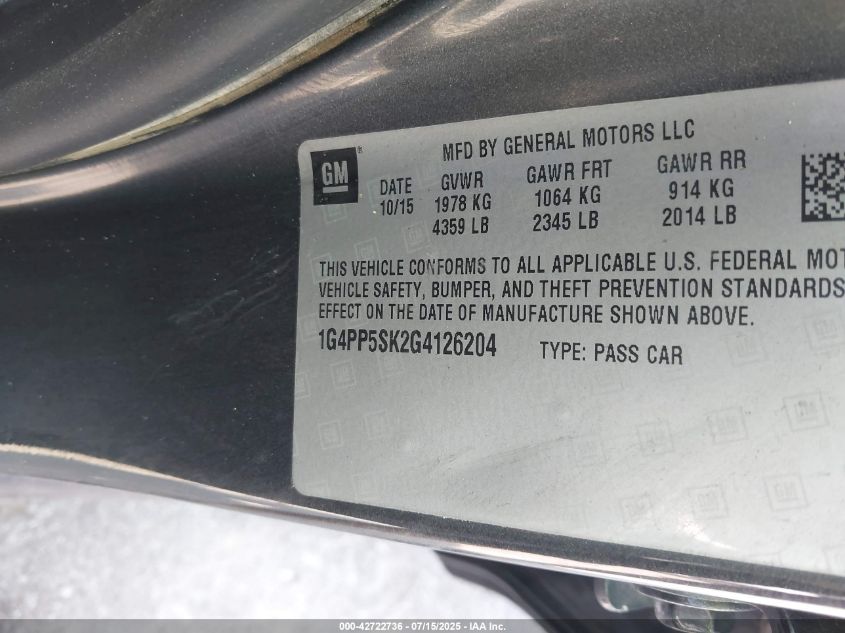 MFD BY GENERAL MOTORS LLC
GM®
DATE GVWR GAWR FRT GAWR RR
10/15 1978 KG 1064 KG 914 KG
4359 LB 2345 LB 2014 LB
THIS VEHICLE CONFORMS TO ALL APPLICABLE U.S. FEDERAL MOT
VEHICLE SAFETY, BUMPER, AND THEFT PREVENTION STANDARDS
EFFECT ON THE DATE OF MANUFACTURE SHOWN ABOVE.
1G4PP5SK2G4126204 TYPE: PASS CAR
000-42722736 - 07/15/2025 - IAA Inc.